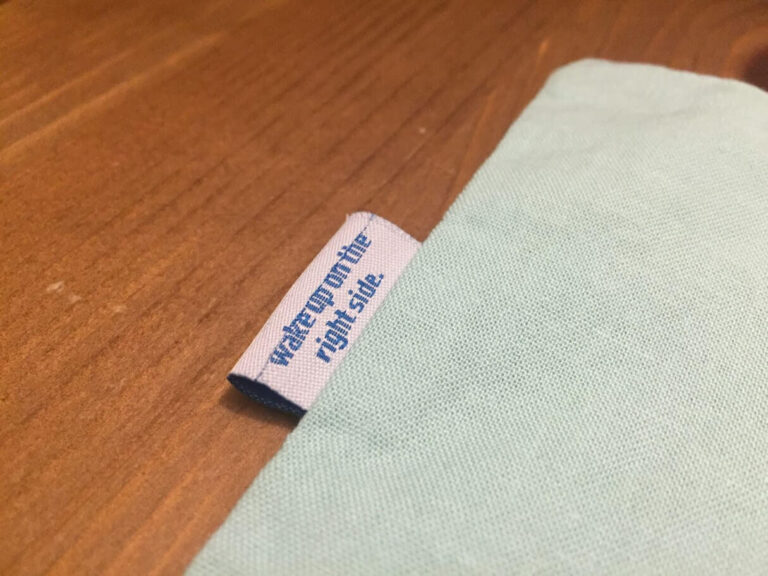 wake up on the
right side.